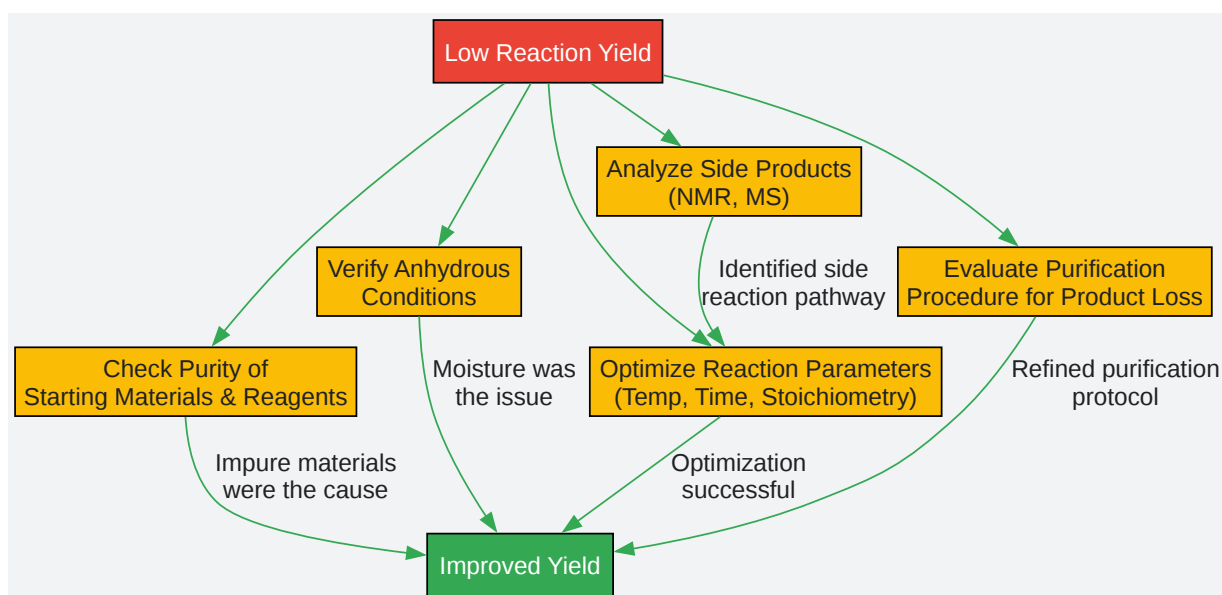 Low Reaction Yield
Analyze Side Products
(NMR, MS)
Verify Anhydrous
Conditions
Identified side
reaction pathway
Evaluate Purification
Procedure for Product Loss
Check Purity of
Starting Materials & Reagents
Moisture was
the issue
Optimize Reaction Parameters
(Temp, Time, Stoichiometry)
Refined purification
protocol
Impure materials
were the cause
Optimization
successful
Improved Yield